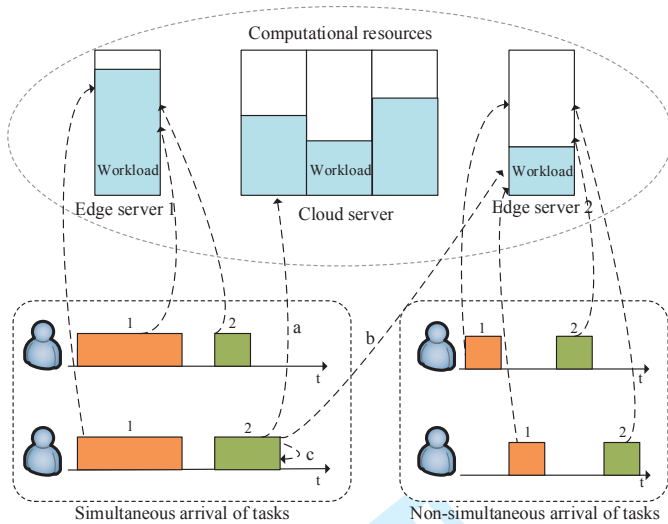 Computational resources
Workload
Workload
Workload
Edge server 1
Cloud server
Edge server 2
1
2
a
b
1
2
t
t
1
2
c
1
2
t
t
Simultaneous arrival of tasks
Non-simultaneous arrival of tasks